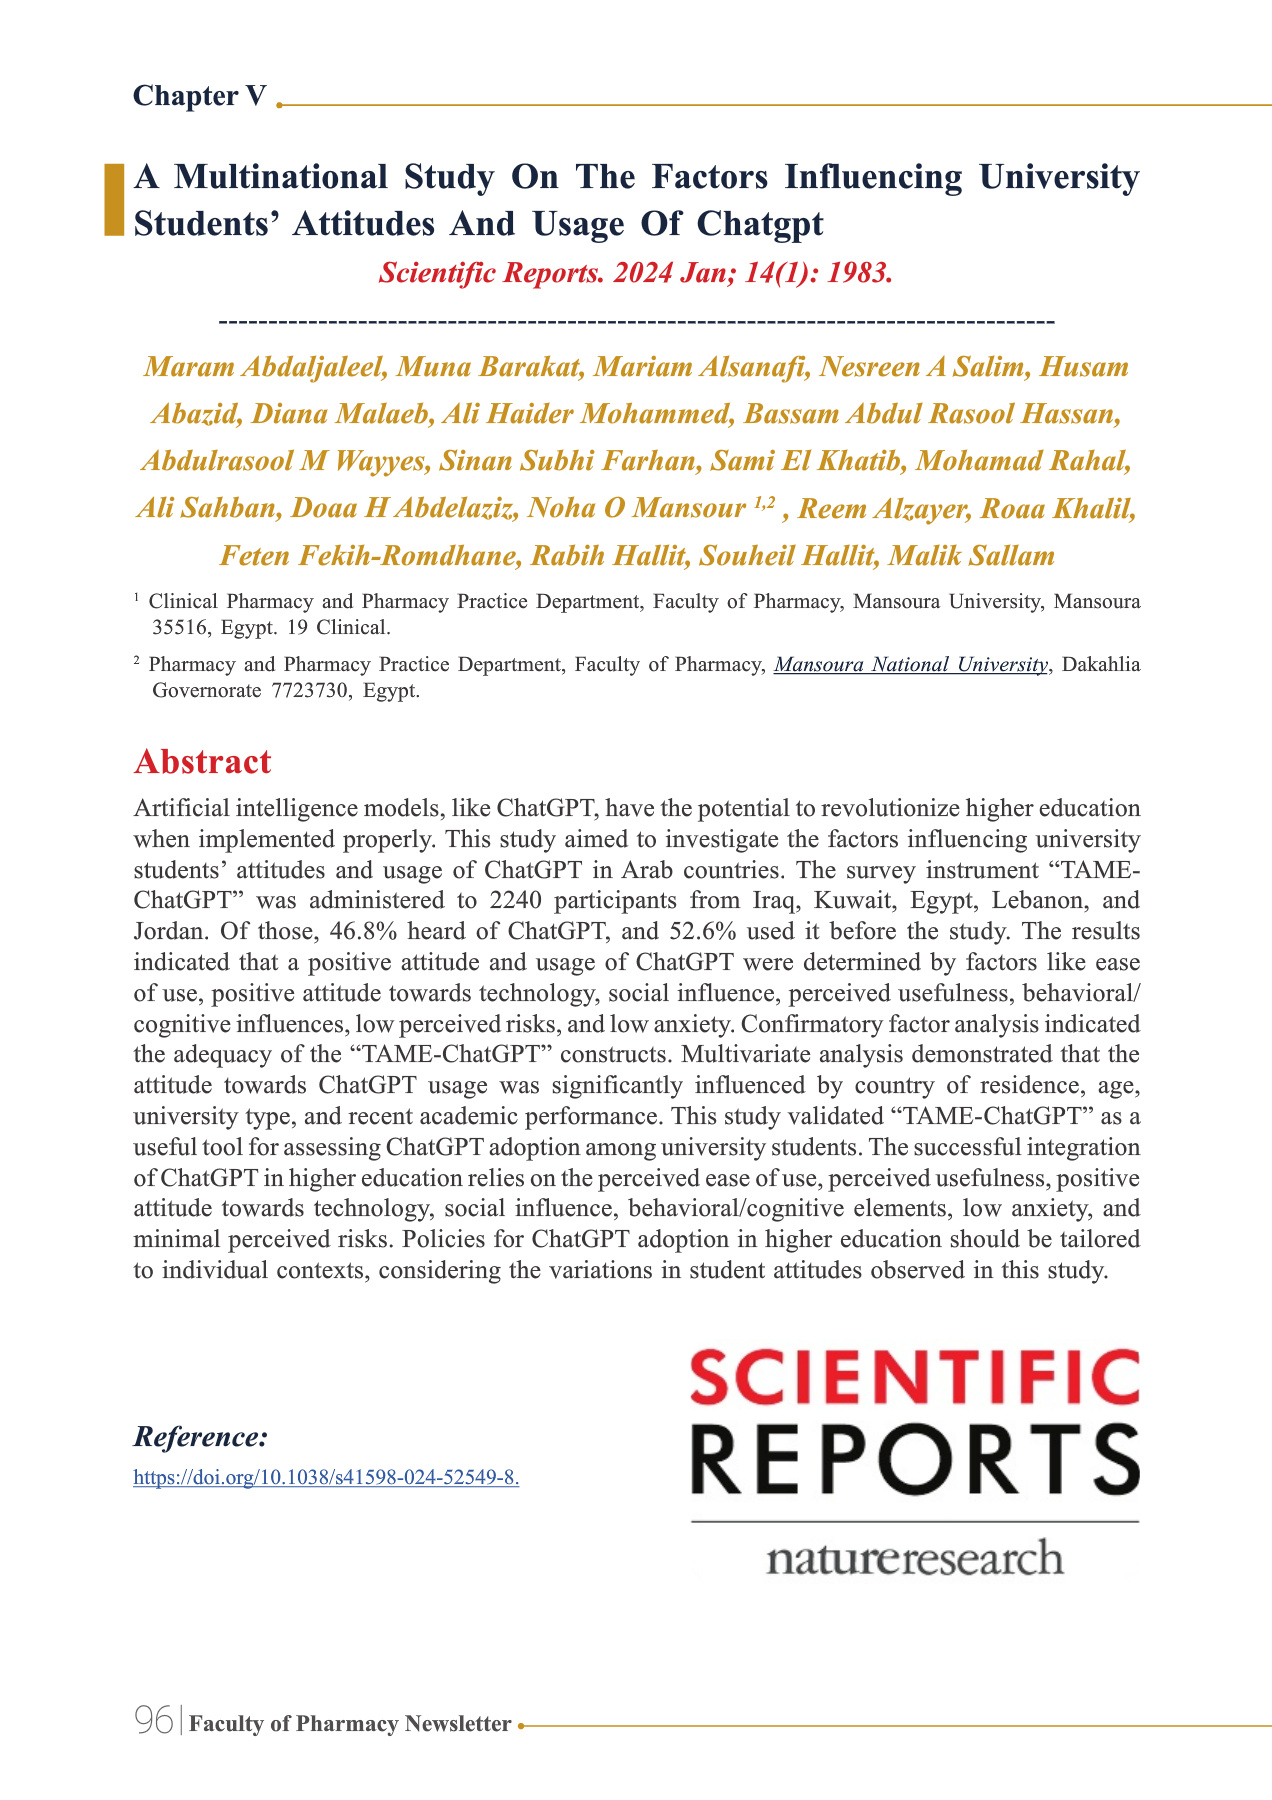 Chapter V
A Multinational Study On The Factors Influencing University
Students’ Attitudes And Usage Of Chatgpt
Scientific Reports. 2024 Jan; 14(1): 1983.
-------------------------------------------------------------------------------------
Maram Abdaljaleel, Muna Barakat, Mariam Alsanafi, Nesreen A Salim, Husam
Abazid, Diana Malaeb, Ali Haider Mohammed, Bassam Abdul Rasool Hassan,
Abdulrasool M Wayyes, Sinan Subhi Farhan, Sami El Khatib, Mohamad Rahal,
Ali Sahban, Doaa H Abdelaziz, Noha O Mansour 1,2 , Reem Alzayer, Roaa Khalil,
Feten Fekih-Romdhane, Rabih Hallit, Souheil Hallit, Malik Sallam
1 Clinical Pharmacy and Pharmacy Practice Department, Faculty of Pharmacy, Mansoura University, Mansoura
35516, Egypt. 19 Clinical.
2 Pharmacy and Pharmacy Practice Department, Faculty of Pharmacy, Mansoura National University, Dakahlia
Governorate 7723730, Egypt.
Abstract
Artificial intelligence models, like ChatGPT, have the potential to revolutionize higher education
when implemented properly. This study aimed to investigate the factors influencing university
students’ attitudes and usage of ChatGPT in Arab countries. The survey instrument “TAME-
ChatGPT” was administered to 2240 participants from Iraq, Kuwait, Egypt, Lebanon, and
Jordan. Of those, 46.8% heard of ChatGPT, and 52.6% used it before the study. The results
indicated that a positive attitude and usage of ChatGPT were determined by factors like ease
of use, positive attitude towards technology, social influence, perceived usefulness, behavioral/
cognitive influences, low perceived risks, and low anxiety. Confirmatory factor analysis indicated
the adequacy of the “TAME-ChatGPT” constructs. Multivariate analysis demonstrated that the
attitude towards ChatGPT usage was significantly influenced by country of residence, age,
university type, and recent academic performance. This study validated “TAME-ChatGPT” as a
useful tool for assessing ChatGPT adoption among university students. The successful integration
of ChatGPT in higher education relies on the perceived ease of use, perceived usefulness, positive
attitude towards technology, social influence, behavioral/cognitive elements, low anxiety, and
minimal perceived risks. Policies for ChatGPT adoption in higher education should be tailored
to individual contexts, considering the variations in student attitudes observed in this study.
SCIENTIFIC
REPORTS
natureresearch
Reference:
https://doi.org/10.1038/s41598-024-52549-8.
96 Faculty of Pharmacy Newsletter